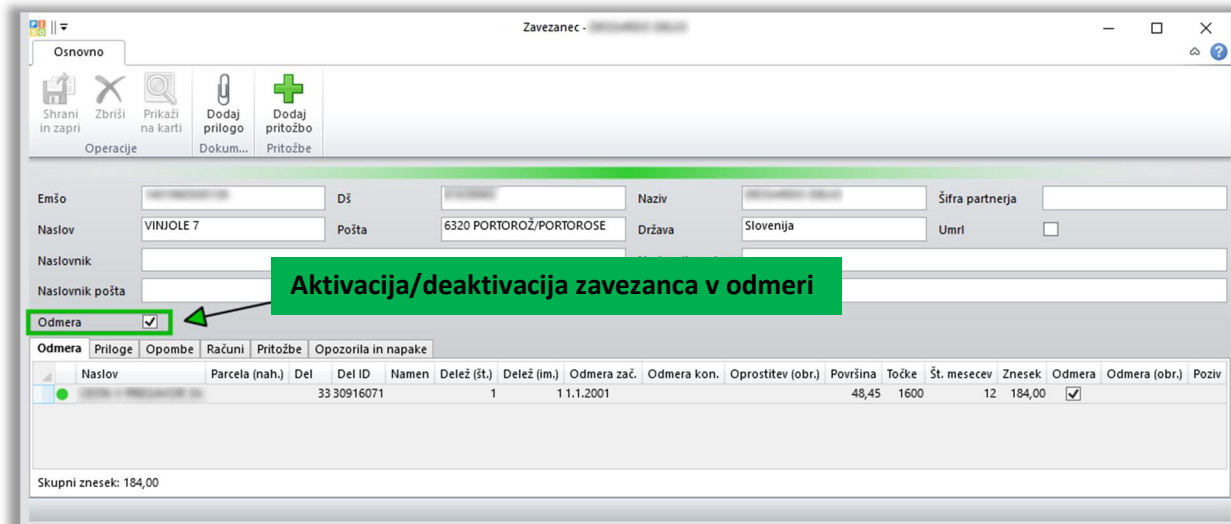 Zavezanec -
Osnovno
Shrani in zapri
Zbriši
Prikaži na karti
Dodaj prilogo
Dodaj pritožbo
Operacije Dokum... Pritožbe
Emšo Dš Naziv Šifra partnerja
Naslov VINJOLE 7 Pošta 6320 PORTOROŽ/PORTOROSE Država Slovenija Umrl
Naslovnik
Aktivacija/deaktivacija zavezanca v odmeri
Naslovnik pošta
Odmera
Odmera Priloge Opombe Računi Pritožbe Opozorila in napake
Naslov Parcela (nah.) Del Del ID Namen Delež (št.) Delež (im.) Odmera zač. Odmera kon. Oprostitev (obr.) Površina Točke Št. mesecev Znesek Odmera Odmera (obr.) Poziv
33 30916071 1 1 1.1.2001 48,45 1600 12 184,00
Skupni znesek: 184,00